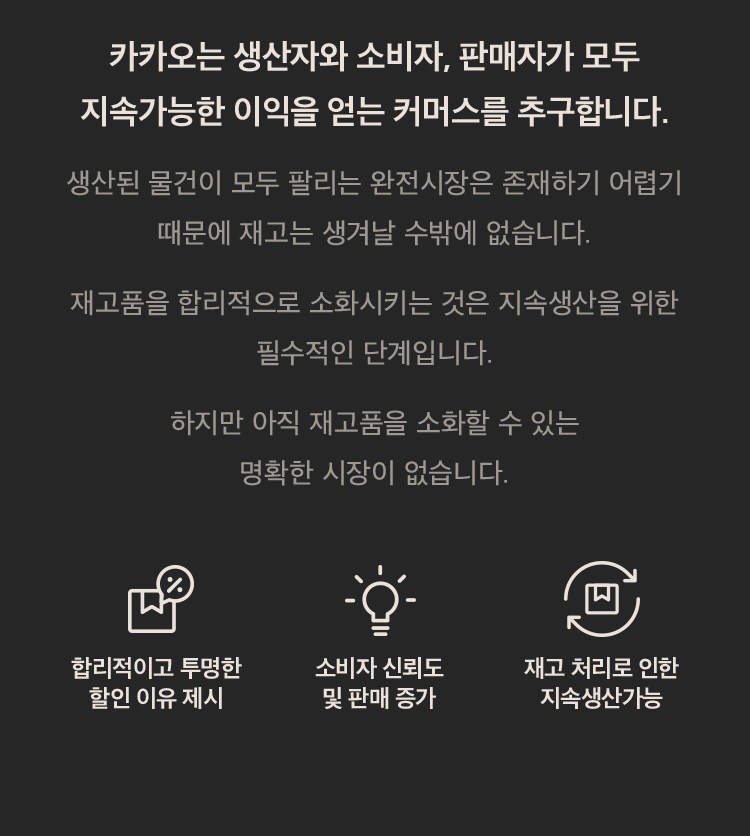 카카오는 생산자와 소비자, 판매자가 모두
지속가능한 이익을 얻는 커머스를 추구합니다.
생산된 물건이 모두 팔리는 완전시장은 존재하기 어렵기
때문에 재고는 생겨날 수밖에 없습니다.
재고품을 합리적으로 소화시키는 것은 지속생산을 위한
필수적인 단계입니다.
하지만 아직 재고품을 소화할 수 있는
명확한 시장이 없습니다.
%
합리적이고 투명한
할인 이유 제시
소비자 신뢰도
및 판매 증가
재고 처리로 인한
지속생산가능